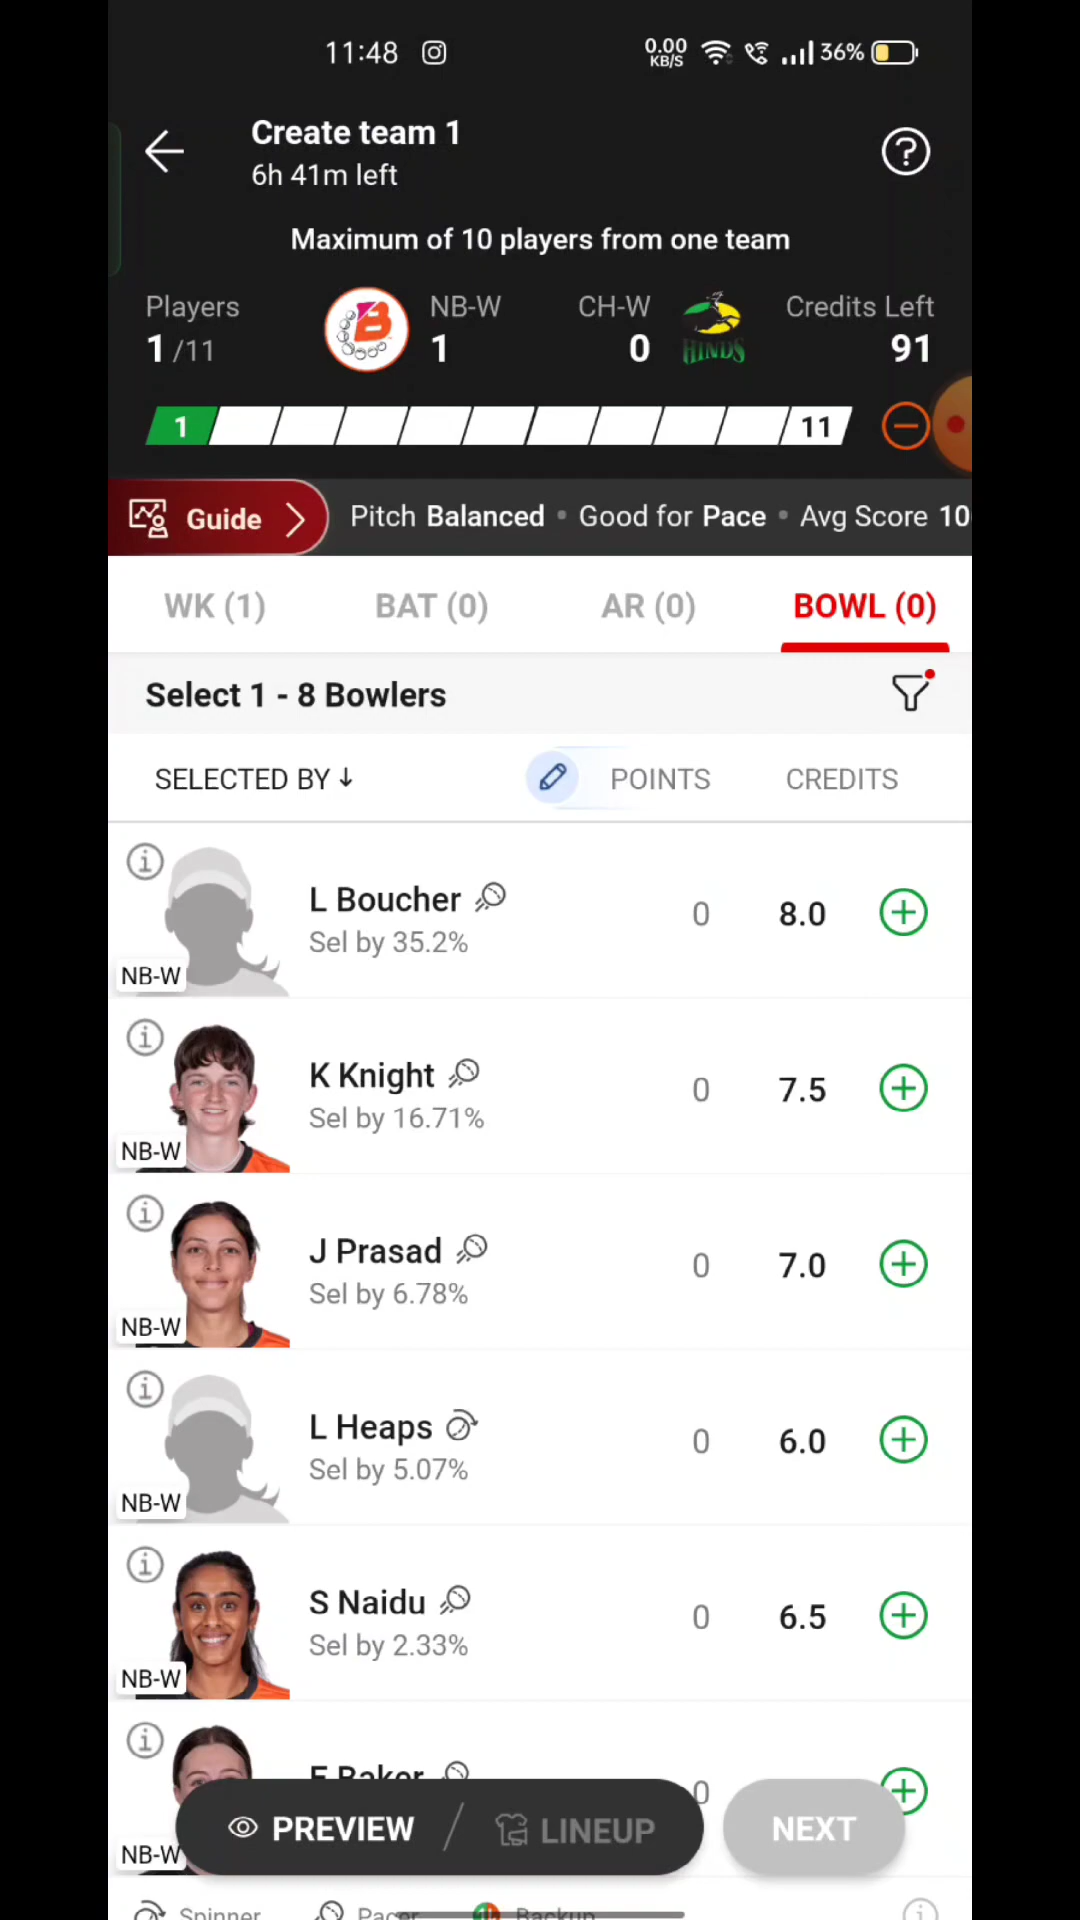 11:48
0.00
KB/S
36%
Create team 1
6h 41m left
Maximum of 10 players from one team
Players
1 /11
NB-W
1
CH-W
0
HINDS
Credits Left
91
1
11
Guide
Pitch Balanced • Good for Pace • Avg Score 10
WK (1)
BAT (0)
AR (0)
BOWL (0)
Select 1 - 8 Bowlers
SELECTED BY ↓
POINTS
CREDITS
L Boucher
Sel by 35.2%
NB-W
0
8.0
K Knight
Sel by 16.71%
NB-W
0
7.5
J Prasad
Sel by 6.78%
NB-W
0
7.0
L Heaps
Sel by 5.07%
NB-W
0
6.0
S Naidu
Sel by 2.33%
NB-W
0
6.5
Baker
NB-W
0
PREVIEW / LINEUP
NEXT
Spinner
Pacer
Backup